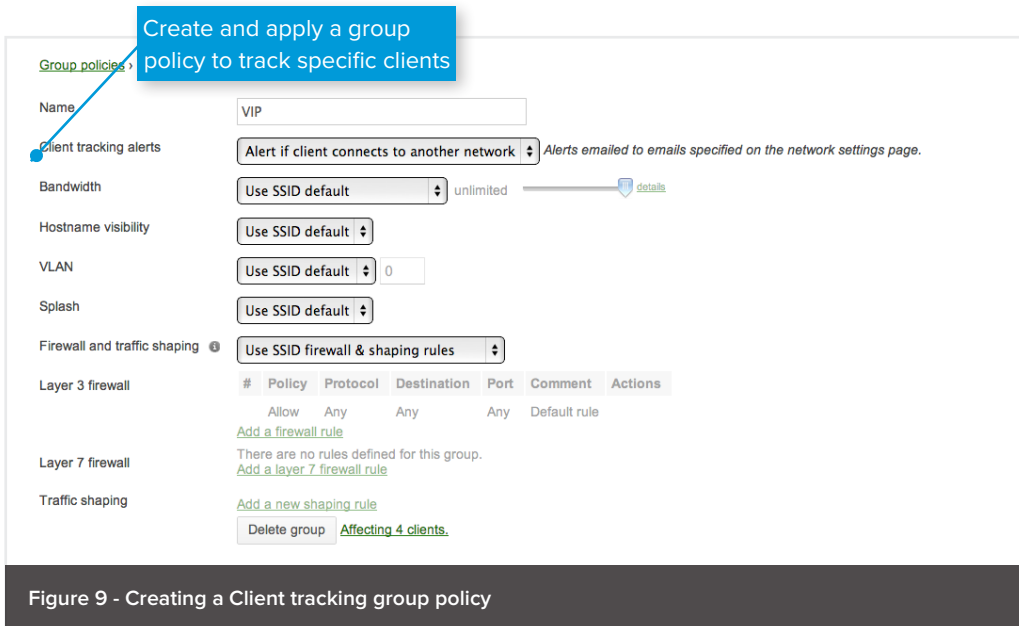 Create and apply a group
policy to track specific clients
Group policies ›
Name
VIP
Client tracking alerts
Alert if client connects to another network
Alerts emailed to emails specified on the network settings page.
Bandwidth
Use SSID default
unlimited
details
Hostname visibility
Use SSID default
VLAN
Use SSID default
0
Splash
Use SSID default
Firewall and traffic shaping
Use SSID firewall & shaping rules
Layer 3 firewall
# Policy Protocol Destination Port Comment Actions
Allow Any Any Any Default rule
Add a firewall rule
Layer 7 firewall
There are no rules defined for this group.
Add a layer 7 firewall rule
Traffic shaping
Add a new shaping rule
Delete group
Affecting 4 clients.
Figure 9 - Creating a Client tracking group policy